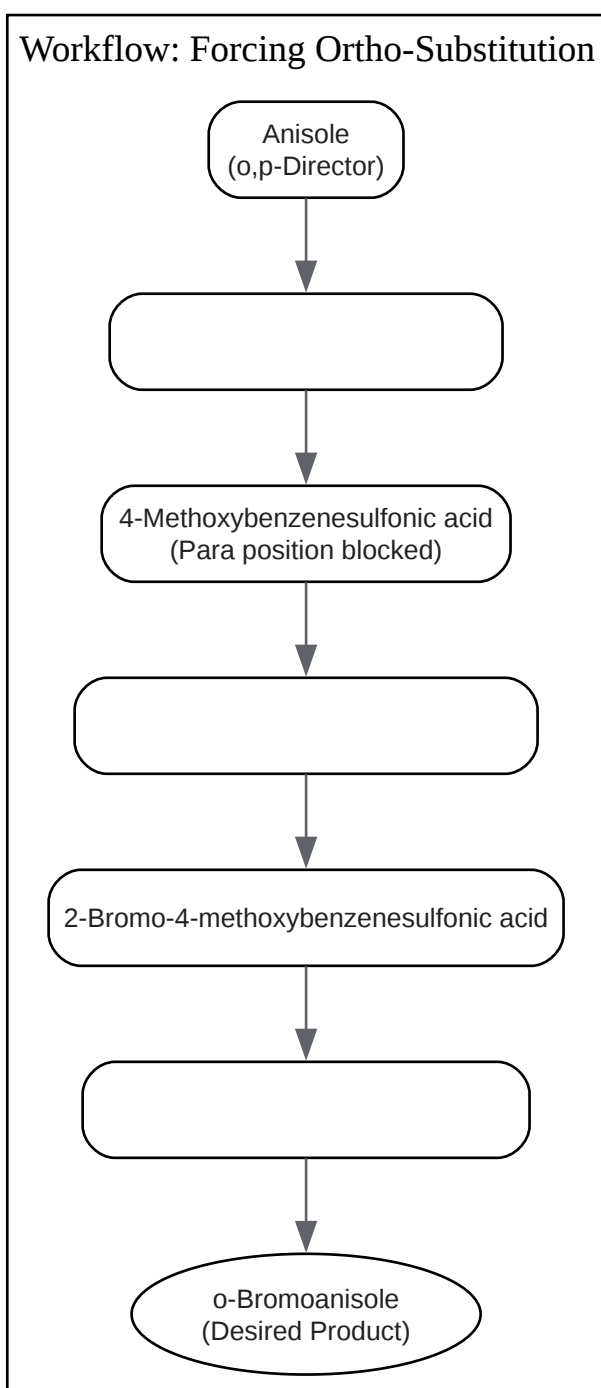 Workflow: Forcing Ortho-Substitution
Anisole
(o,p-Director)
4-Methoxybenzenesulfonic acid
(Para position blocked)
2-Bromo-4-methoxybenzenesulfonic acid
o-Bromoanisole
(Desired Product)